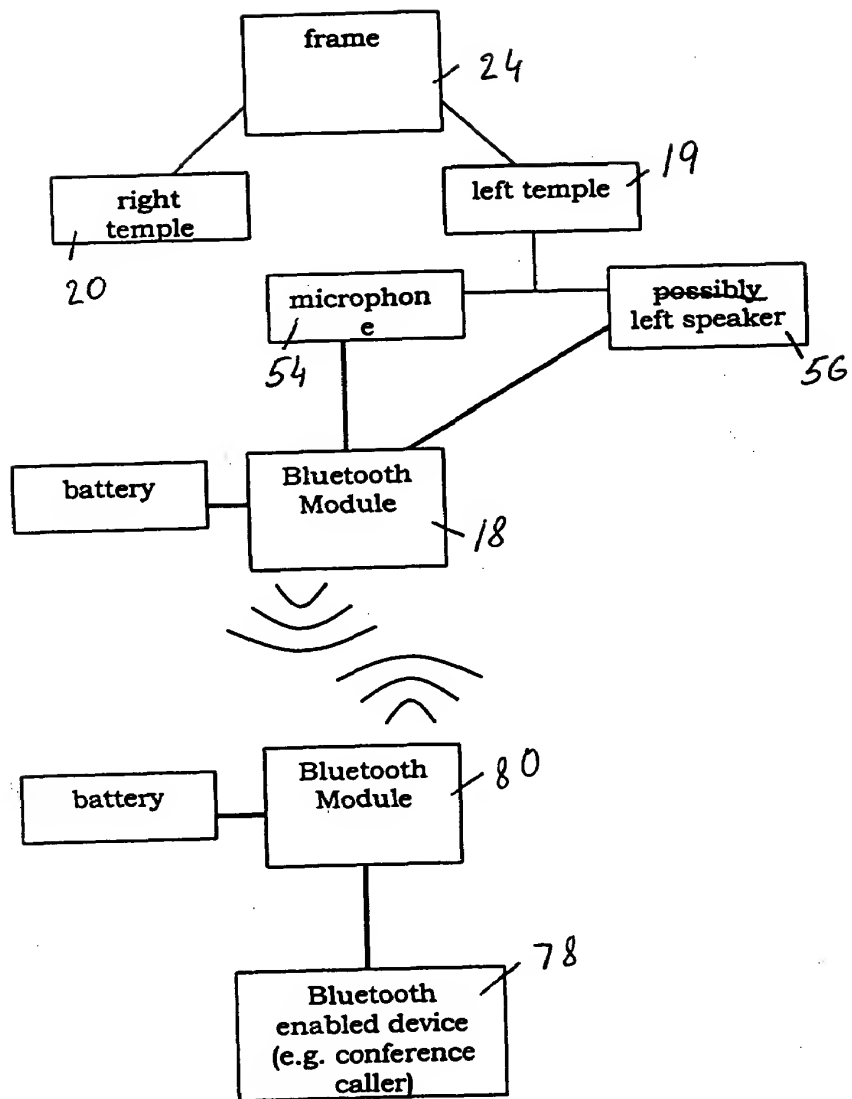 frame
24
19
right
temple
left temple
20
microphon
e
possibly
left speaker
54
56
battery
Bluetooth
Module
18
Bluetooth
Module
80
battery
78
Bluetooth
enabled device
(e.g. conference
caller)